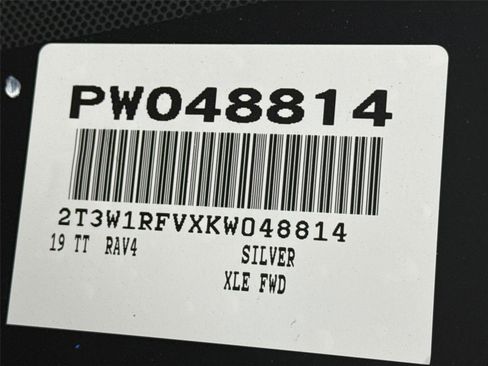 PW048814
2T3W1RFVXKW048814
19 TT RAV4 SILVER
XLE FWD